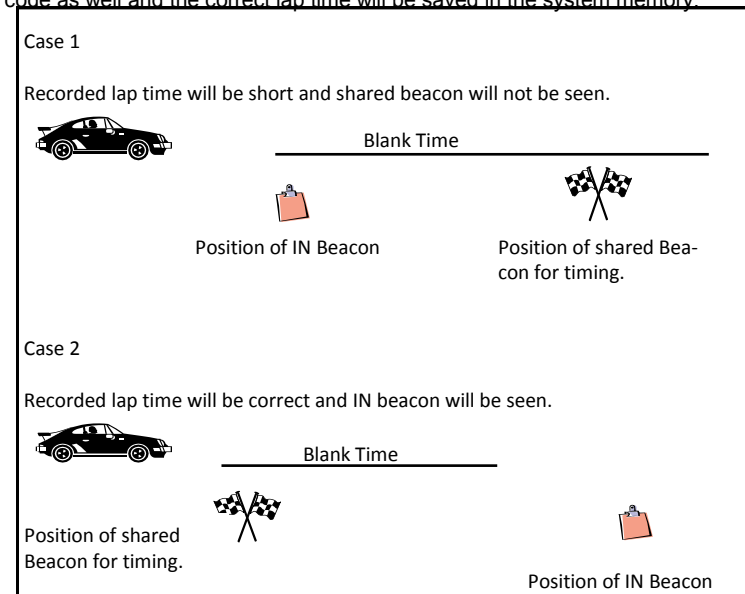 code as well and the correct lap time will be saved in the system memory.
Case 1
Recorded lap time will be short and shared beacon will not be seen.
Blank Time
Position of IN Beacon
Position of shared Bea-
con for timing.
Case 2
Recorded lap time will be correct and IN beacon will be seen.
Blank Time
Position of shared
Beacon for timing.
Position of IN Beacon